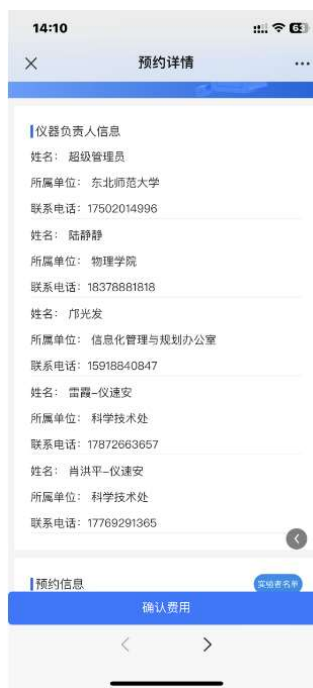 14:10
63
预约详情
仪器负责人信息
姓名： 超级管理员
所属单位： 东北师范大学
联系电话：17502014996
姓名： 陆静静
所属单位： 物理学院
联系电话：18378881818
姓名： 邝光发
所属单位： 信息化管理与规划办公室
联系电话：15918840847
姓名： 雷霞-仪速安
所属单位： 科学技术处
联系电话：17872663657
姓名： 肖洪平-仪速安
所属单位： 科学技术处
联系电话：17769291365
预约信息
实验者名单
确认费用